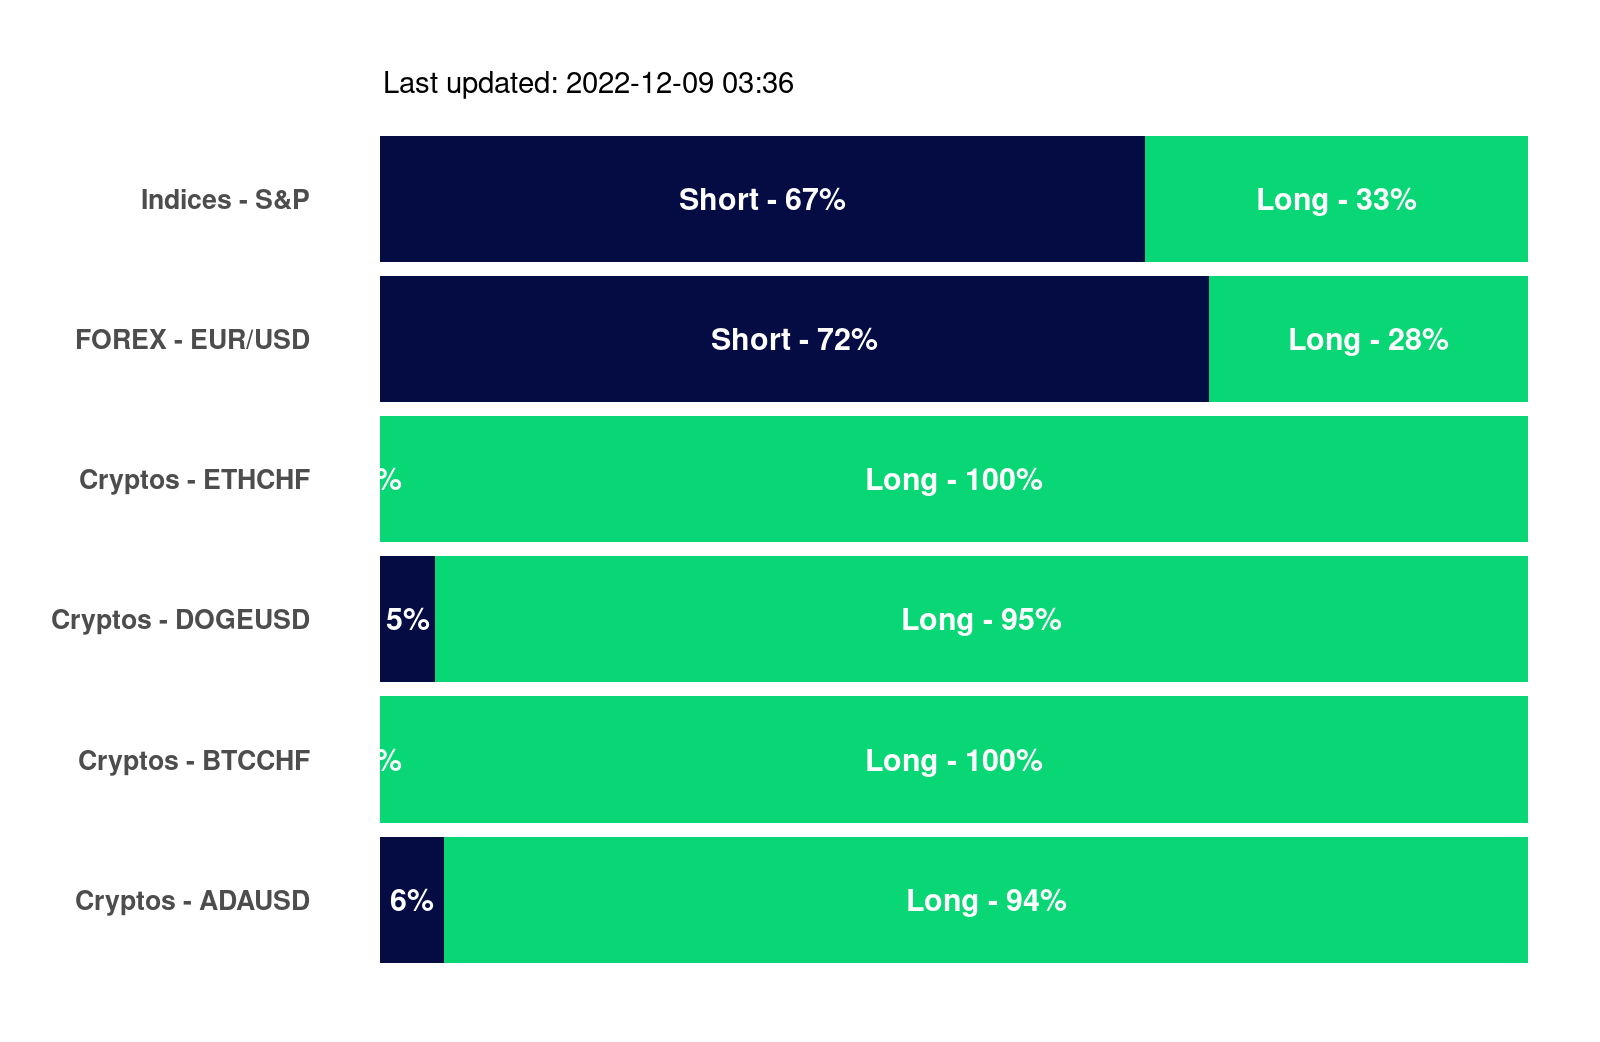 Last updated: 2022-12-09 03:36
Indices - S&P Short - 67% Long - 33%
FOREX - EUR/USD Short - 72% Long - 28%
Cryptos - ETHCHF % Long - 100%
Cryptos - DOGEUSD 5% Long - 95%
Cryptos - BTCCHF % Long - 100%
Cryptos - ADAUSD 6% Long - 94%